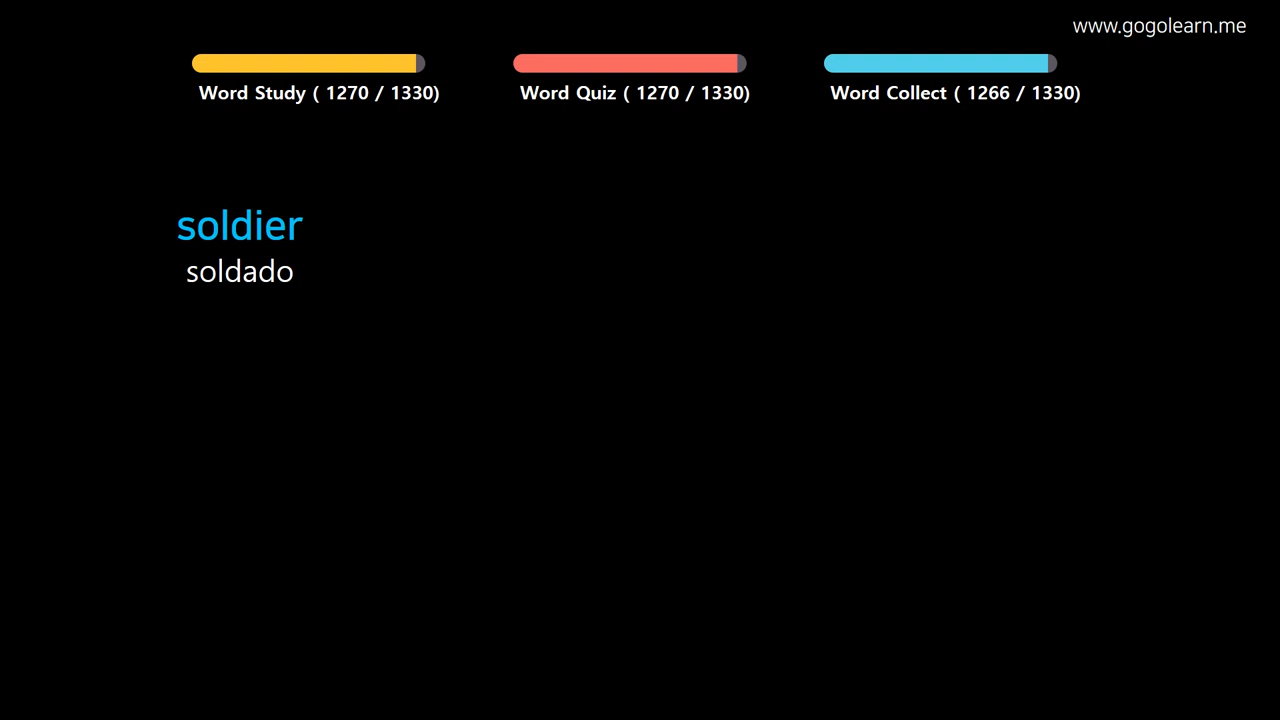 www.gogolearn.me
Word Study ( 1270 / 1330)
Word Quiz ( 1270 / 1330)
Word Collect ( 1266 / 1330)
soldier
soldado